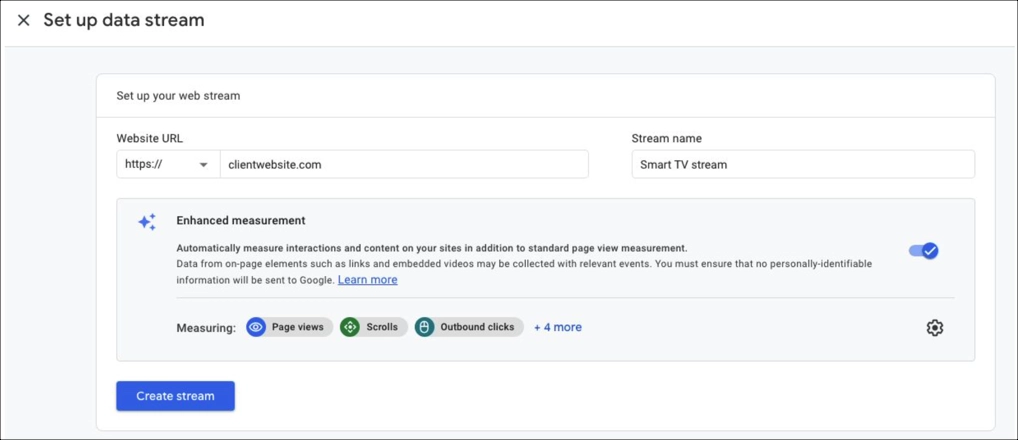 Set up data stream
Set up your web stream
Website URL
Stream name
https://
clientwebsite.com
Smart TV stream
Enhanced measurement
Automatically measure interactions and content on your sites in addition to standard page view measurement.
Data from on-page elements such as links and embedded videos may be collected with relevant events. You must ensure that no personally-identifiable
information will be sent to Google. Learn more
Measuring: Page views Scrolls Outbound clicks + 4 more
Create stream